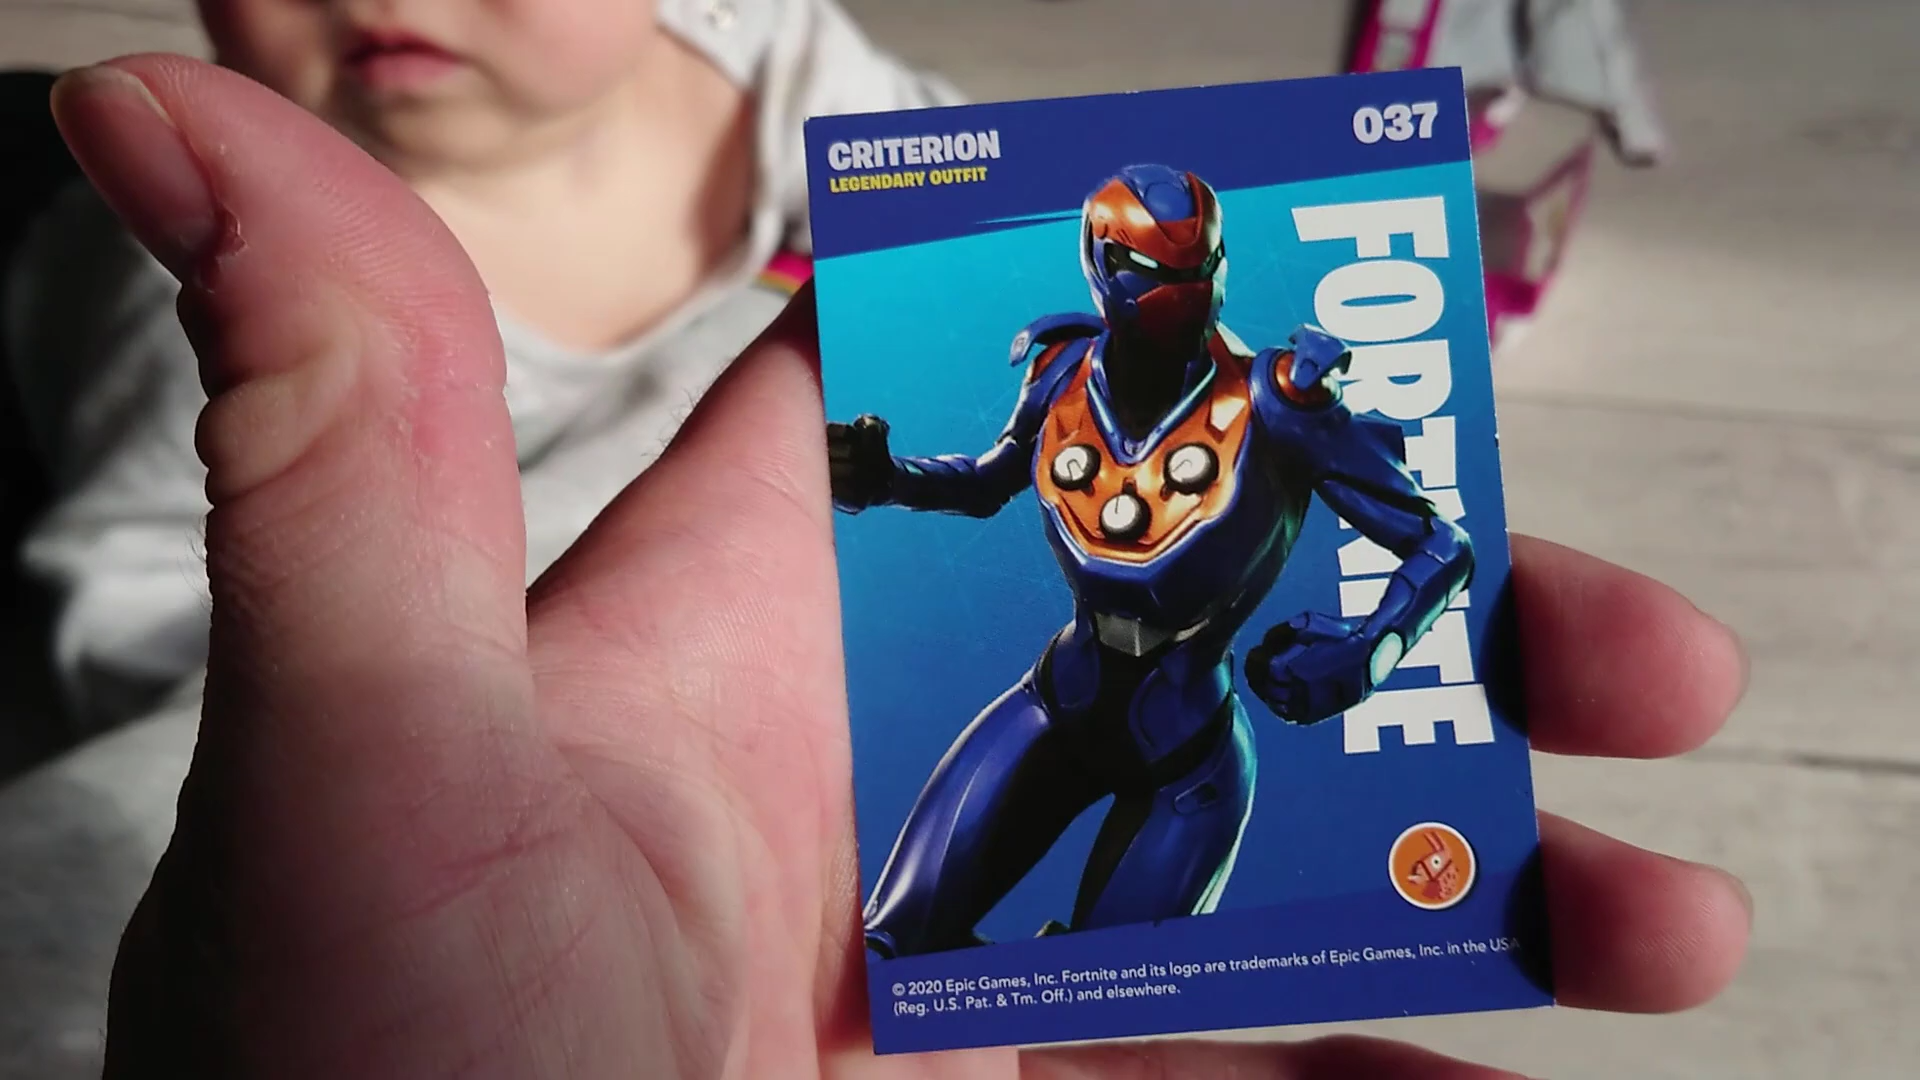 CRITERION
LEGENDARY OUTFIT
037
FORTNITE
© 2020 Epic Games, Inc. Fortnite and its logo are trademarks of Epic Games, Inc. in the USA
(Reg. U.S. Pat. & Tm. Off.) and elsewhere.